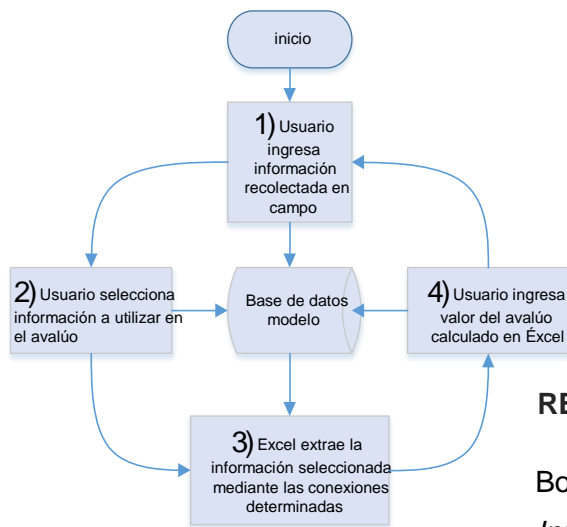 inicio
1) Usuario
ingresa
información
recolectada en
campo
2) Usuario selecciona
información a utilizar en
el avalúo
Base de datos
modelo
4) Usuario ingresa
valor del avalúo
calculado en Éxcel
3) Excel extrae la
información seleccionada
mediante las conexiones
determinadas
RE
Bo